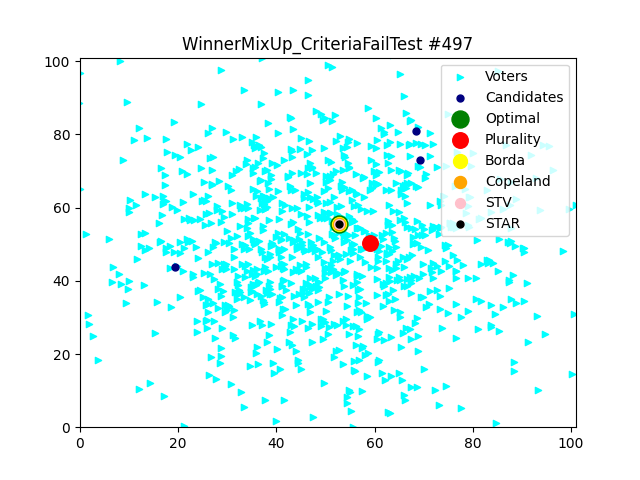 WinnerMixUp_CriteriaFailTest #497
100
80
60
40
20
0
0
20
40
60
80
100
Voters
Candidates
Optimal
Plurality
Borda
Copeland
STV
STAR